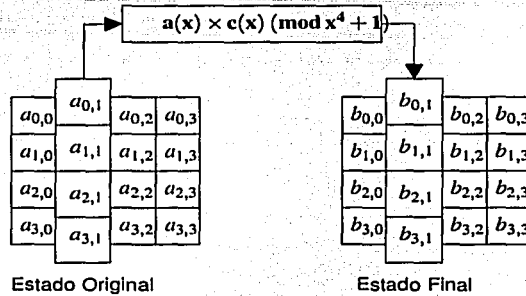 a(x) × c(x) (mod x⁴ + 1)
a0,0 a0,1 a0,2 a0,3
a1,0 a1,1 a1,2 a1,3
a2,0 a2,1 a2,2 a2,3
a3,0 a3,1 a3,2 a3,3
b0,0 b0,1 b0,2 b0,3
b1,0 b1,1 b1,2 b1,3
b2,0 b2,1 b2,2 b2,3
b3,0 b3,1 b3,2 b3,3
Estado Original
Estado Final